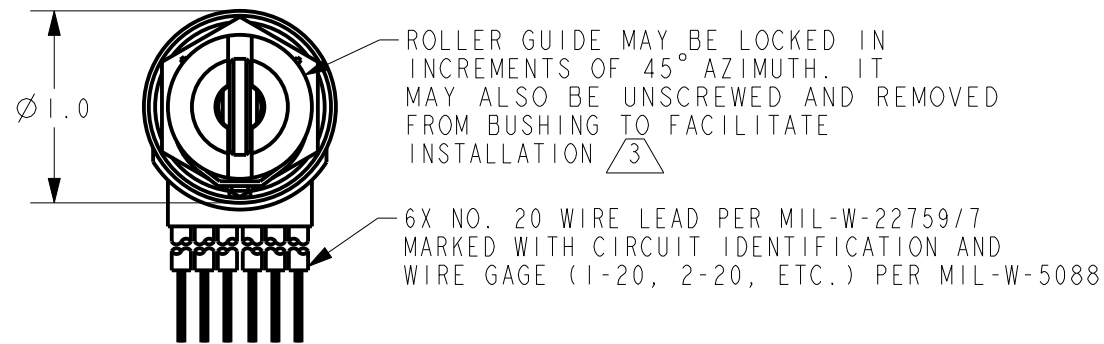 ROLLER GUIDE MAY BE LOCKED IN
INCREMENTS OF 45° AZIMUTH. IT
MAY ALSO BE UNSCREWED AND REMOVED
FROM BUSHING TO FACILITATE
INSTALLATION 3
Ø1.0
6X NO. 20 WIRE LEAD PER MIL-W-22759/7
MARKED WITH CIRCUIT IDENTIFICATION AND
WIRE GAGE (1-20, 2-20, ETC.) PER MIL-W-5088